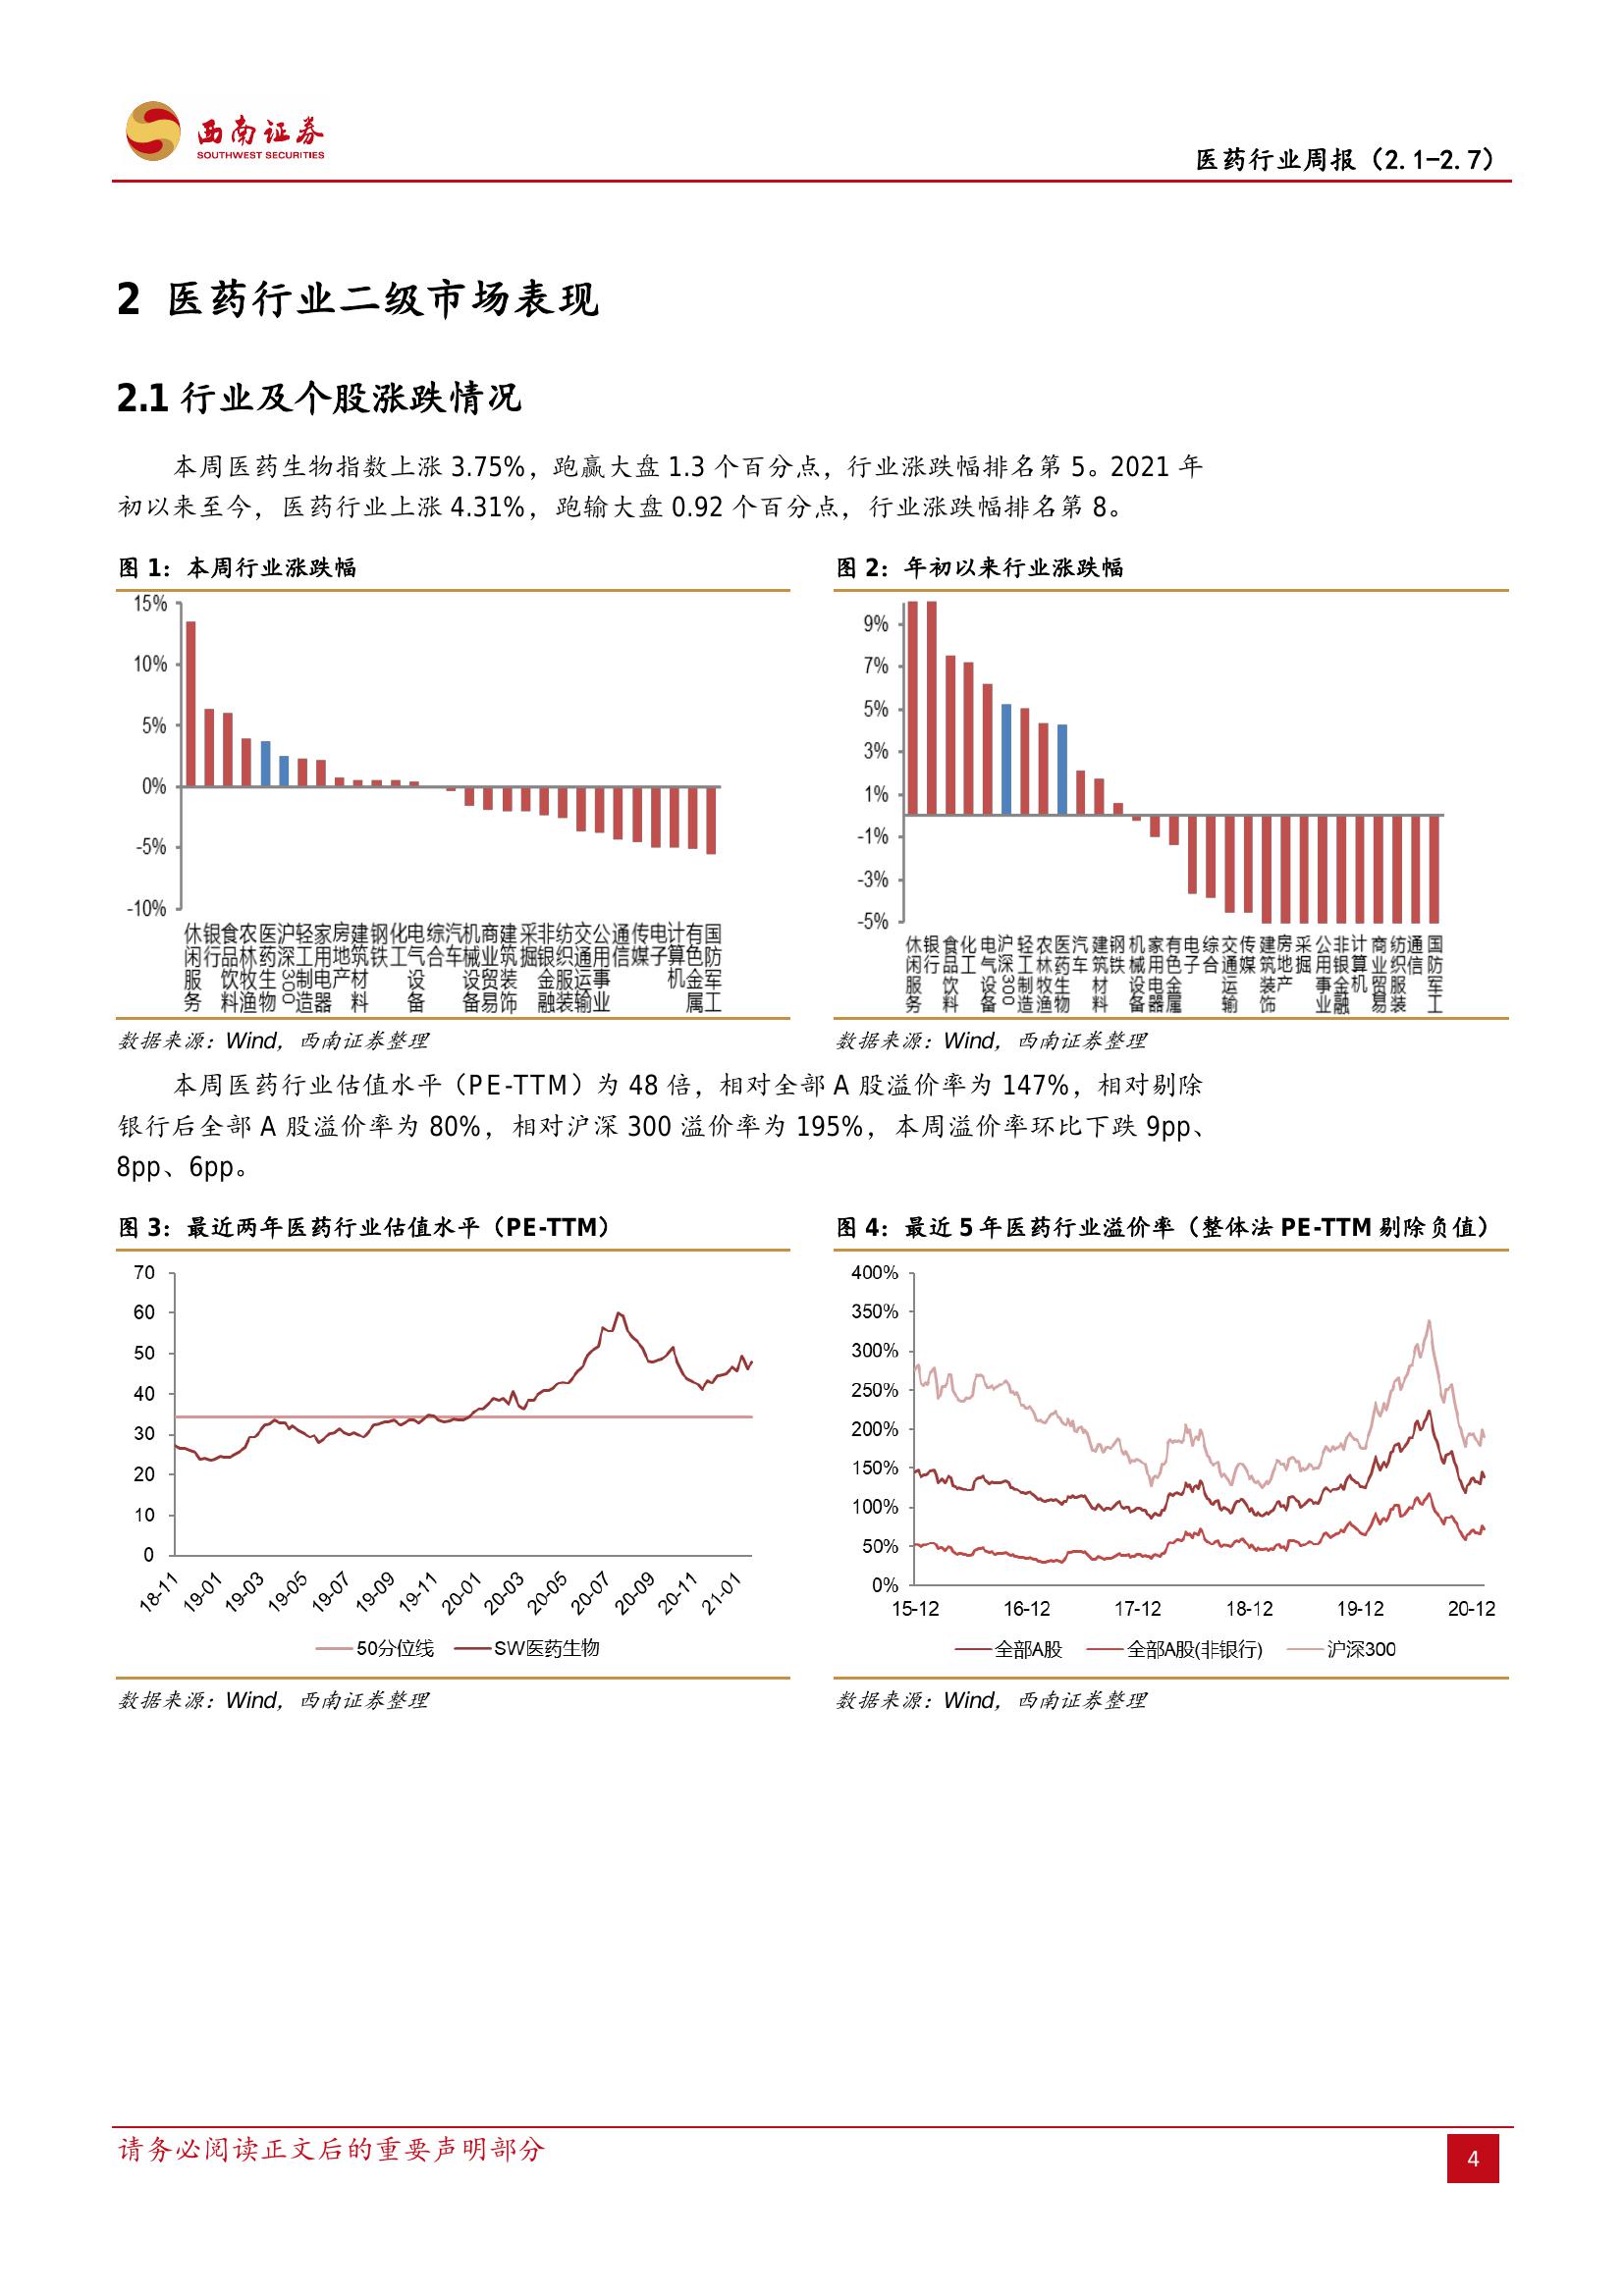 西南证券
SOUTHWEST SECURITIES
医药行业周报（2.1-2.7）
2 医药行业二级市场表现
2.1 行业及个股涨跌情况
本周医药生物指数上涨 3.75%，跑赢大盘 1.3 个百分点，行业涨跌幅排名第 5。2021 年
初以来至今，医药行业上涨 4.31%，跑输大盘 0.92 个百分点，行业涨跌幅排名第 8。
图 1：本周行业涨跌幅
15%
10%
5%
0%
-5%
-10%
休闲服务
银行
食品饮料
农林牧渔
医药生物
沪深300
轻工制造
家用电器
房地产
建筑材料
钢铁
化工
电气设备
综合
汽车
机械设备
商业贸易
建筑装饰
采掘
非银金融
纺织服装
交通运输
公用事业
通信
传媒
电子
计算机
有色金属
国防军工
数据来源：Wind，西南证券整理
图 2：年初以来行业涨跌幅
9%
7%
5%
3%
1%
-1%
-3%
-5%
休闲服务
银行
食品饮料
化工
电气设备
沪深300
轻工制造
农林牧渔
医药生物
汽车
建筑材料
钢铁
机械设备
家用电器
有色金属
电子
综合
交通运输
传媒
建筑装饰
房地产
采掘
公用事业
非银金融
计算机
商业贸易
纺织服装
通信
国防军工
数据来源：Wind，西南证券整理
本周医药行业估值水平（PE-TTM）为 48 倍，相对全部 A 股溢价率为 147%，相对剔除
银行后全部 A 股溢价率为 80%，相对沪深 300 溢价率为 195%，本周溢价率环比下跌 9pp、
8pp、6pp。
图 3：最近两年医药行业估值水平（PE-TTM）
70
60
50
40
30
20
10
0
18-11
19-01
19-03
19-05
19-07
19-09
19-11
20-01
20-03
20-05
20-07
20-09
20-11
21-01
50分位线
SW医药生物
数据来源：Wind，西南证券整理
图 4：最近 5 年医药行业溢价率（整体法 PE-TTM 剔除负值）
400%
350%
300%
250%
200%
150%
100%
50%
0%
15-12
16-12
17-12
18-12
19-12
20-12
全部A股
全部A股(非银行)
沪深300
数据来源：Wind，西南证券整理
请务必阅读正文后的重要声明部分
4